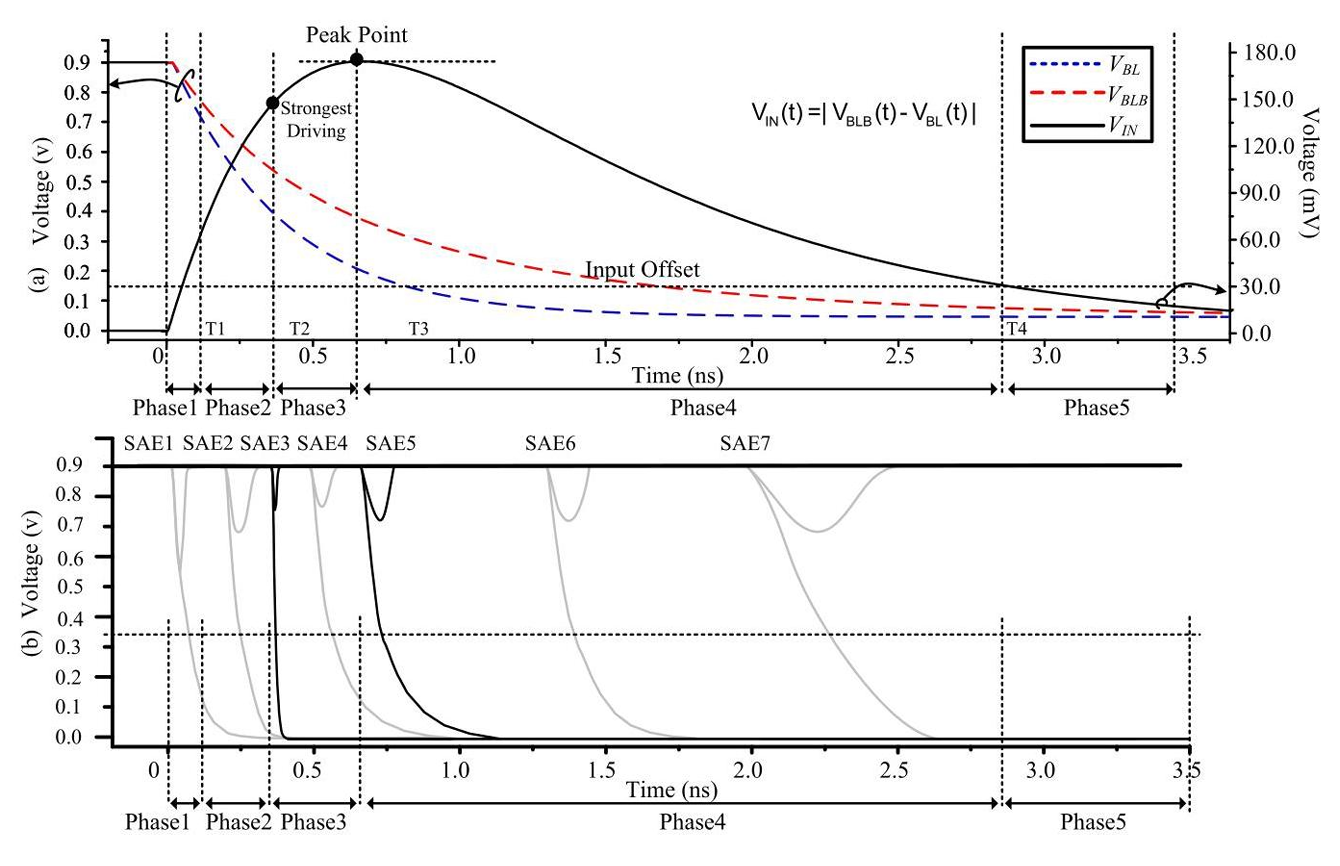 Peak Point
(a) Voltage (v)
0.9
0.8
0.7
0.6
0.5
0.4
0.3
0.2
0.1
0.0
Strongest
Driving
V_IN(t) =| V_BLB(t) - V_BL(t) |
V_BL
V_BLB
V_IN
180.0
150.0
120.0
90.0
60.0
30.0
0.0
Voltage (mV)
Input Offset
T1 T2 T3 T4
0 0.5 1.0 1.5 2.0 2.5 3.0 3.5
Time (ns)
Phase1 Phase2 Phase3 Phase4 Phase5
SAE1 SAE2 SAE3 SAE4 SAE5 SAE6 SAE7
(b) Voltage (v)
0.9
0.8
0.7
0.6
0.5
0.4
0.3
0.2
0.1
0.0
0 0.5 1.0 1.5 2.0 2.5 3.0 3.5
Time (ns)
Phase1 Phase2 Phase3 Phase4 Phase5